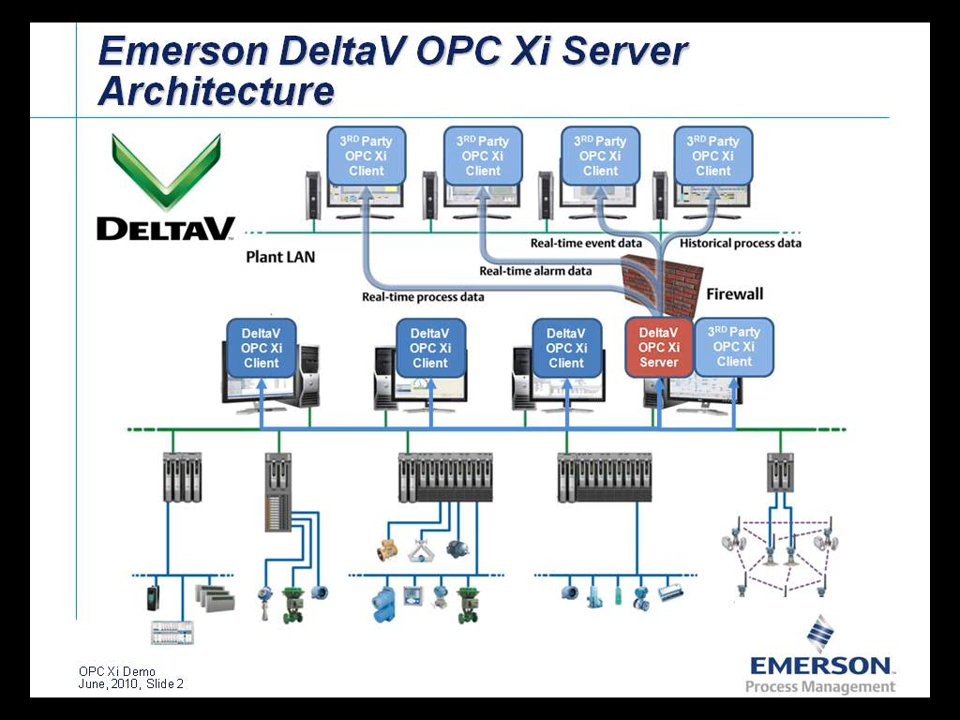 Emerson DeltaV OPC Xi Server
Architecture
3RD Party
OPC Xi
Client
3RD Party
OPC Xi
Client
3RD Party
OPC Xi
Client
3RD Party
OPC Xi
Client
DELTAV
Real-time event data
Historical process data
Plant LAN
Real-time alarm data
Real-time process data
Firewall
DeltaV
OPC Xi
Client
DeltaV
OPC Xi
Client
DeltaV
OPC Xi
Client
DeltaV
OPC Xi
Server
3RD Party
OPC Xi
Client
OPC Xi Demo
June, 2010, Slide 2
EMERSON
Process Management